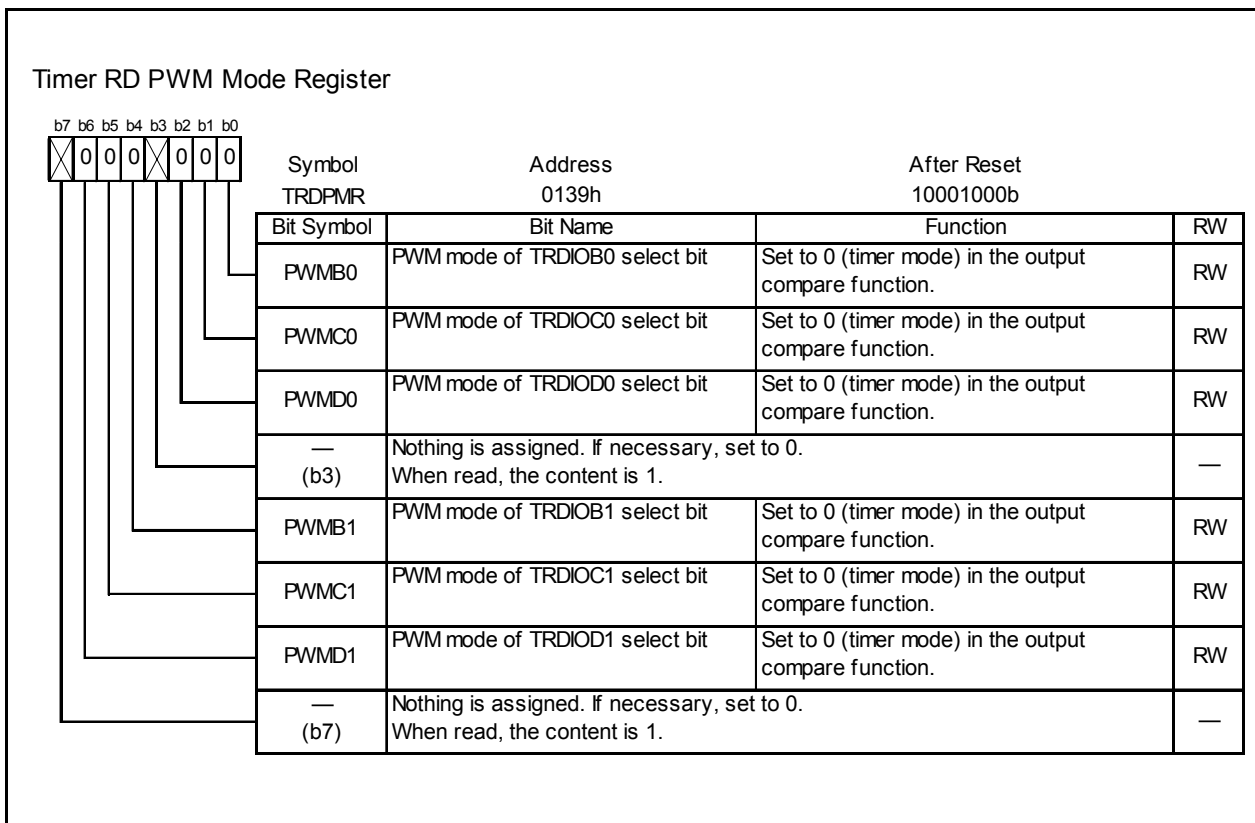 Timer RD PWM Mode Register
b7 b6 b5 b4 b3 b2 b1 b0
0 0 0 0 0 0
Symbol Address After Reset
TRDPMR 0139h 10001000b
Bit Symbol Bit Name Function RW
PWMB0 PWM mode of TRDIOB0 select bit Set to 0 (timer mode) in the output
compare function. RW
PWMC0 PWM mode of TRDIOC0 select bit Set to 0 (timer mode) in the output
compare function. RW
PWMD0 PWM mode of TRDIOD0 select bit Set to 0 (timer mode) in the output
compare function. RW
— Nothing is assigned. If necessary, set to 0.
(b3) When read, the content is 1. —
PWMB1 PWM mode of TRDIOB1 select bit Set to 0 (timer mode) in the output
compare function. RW
PWMC1 PWM mode of TRDIOC1 select bit Set to 0 (timer mode) in the output
compare function. RW
PWMD1 PWM mode of TRDIOD1 select bit Set to 0 (timer mode) in the output
compare function. RW
— Nothing is assigned. If necessary, set to 0.
(b7) When read, the content is 1. —